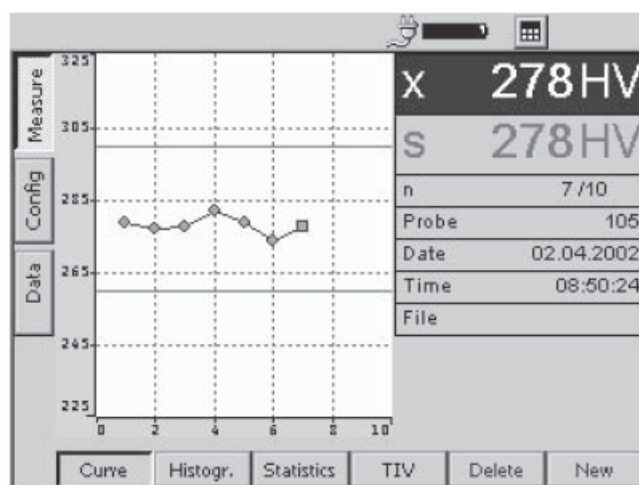 Measure
Config
Data
325
305
285
265
245
225
0 2 4 6 8 10
x 278HV
s 278HV
n 7/10
Probe 105
Date 02.04.2002
Time 08:50:24
File
Curve Histogr. Statistics TIV Delete New